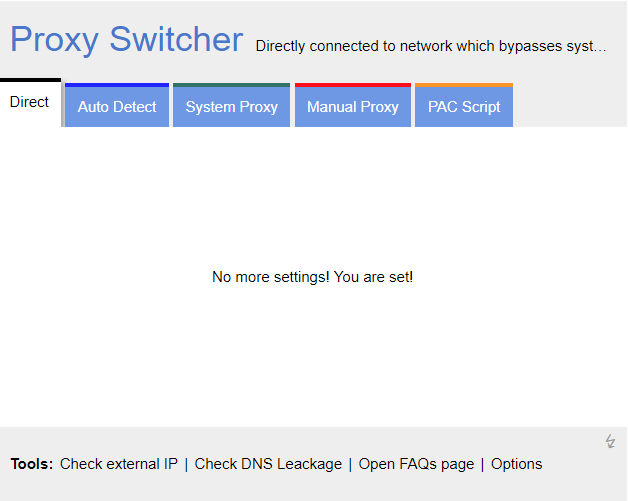 Proxy Switcher Directly connected to network which bypasses syst...
Direct Auto Detect System Proxy Manual Proxy PAC Script
No more settings! You are set!
Tools: Check external IP | Check DNS Leackage | Open FAQs page | Options